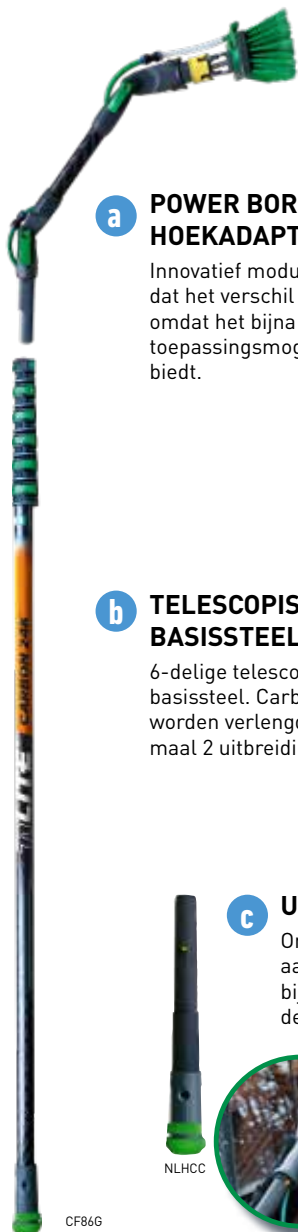 a
POWER BOR
HOEKADAPT
Innovatief modu
dat het verschil
omdat het bijna
toepassingsmog
biedt.
CARBON 24K
nLITE
b
TELESCOPIS
BASISSTEEL
6-delige telesco
basissteel. Carb
worden verlengd
maal 2 uitbreidi
c
U
On
aa
bij
de
NLHCC
CF86G